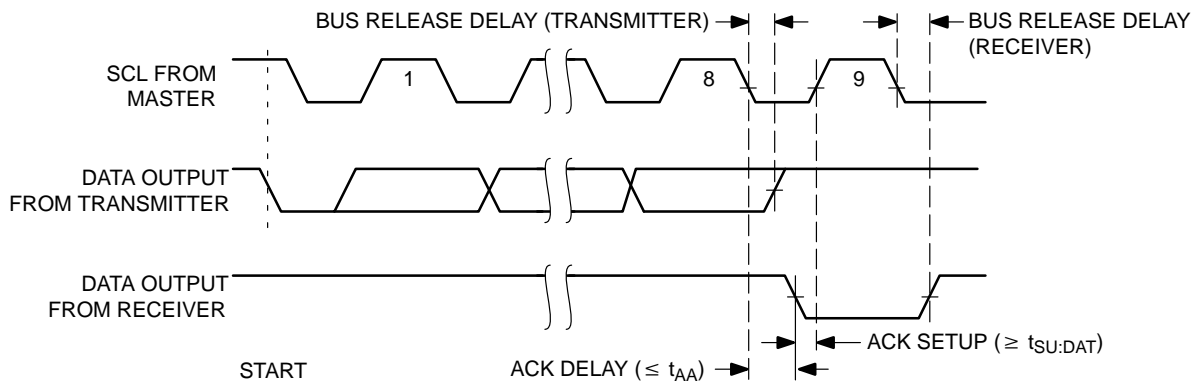 BUS RELEASE DELAY (TRANSMITTER)
BUS RELEASE DELAY
(RECEIVER)
SCL FROM
MASTER
1
8
9
DATA OUTPUT
FROM TRANSMITTER
DATA OUTPUT
FROM RECEIVER
START
ACK DELAY (≤ tAA)
ACK SETUP (≥ tSU:DAT)